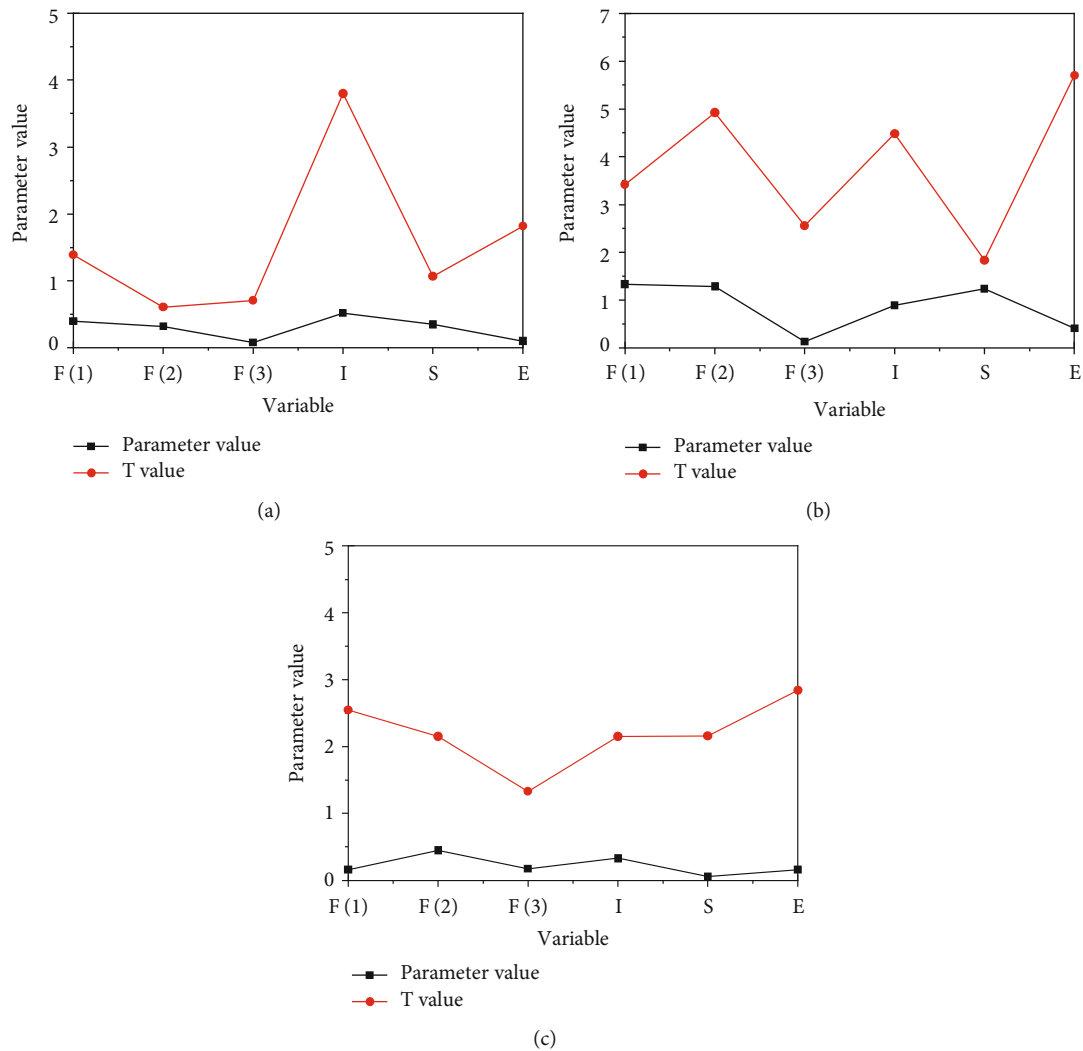 5
4
3
2
1
0
Parameter value
F (1) F (2) F (3) I S E
Variable
Parameter value
T value
(a)
7
6
5
4
3
2
1
0
Parameter value
F (1) F (2) F (3) I S E
Variable
Parameter value
T value
(b)
5
4
3
2
1
0
Parameter value
F (1) F (2) F (3) I S E
Variable
Parameter value
T value
(c)